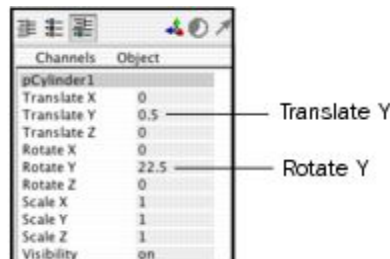 Channels Object
pCylinder1
Translate X 0
Translate Y 0.5 Translate Y
Translate Z 0
Rotate X 0
Rotate Y 22.5 Rotate Y
Rotate Z 0
Scale X 1
Scale Y 1
Scale Z 1
Visibility on